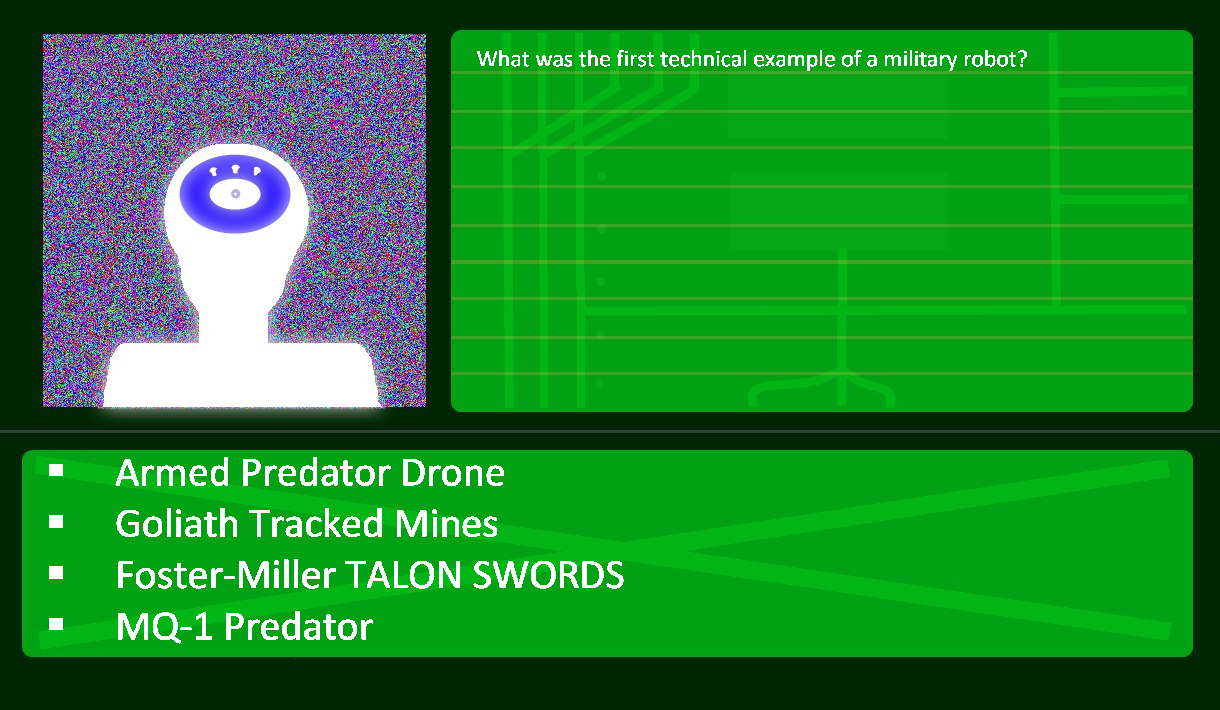 What was the first technical example of a military robot?
Armed Predator Drone
Goliath Tracked Mines
Foster-Miller TALON SWORDS
MQ-1 Predator